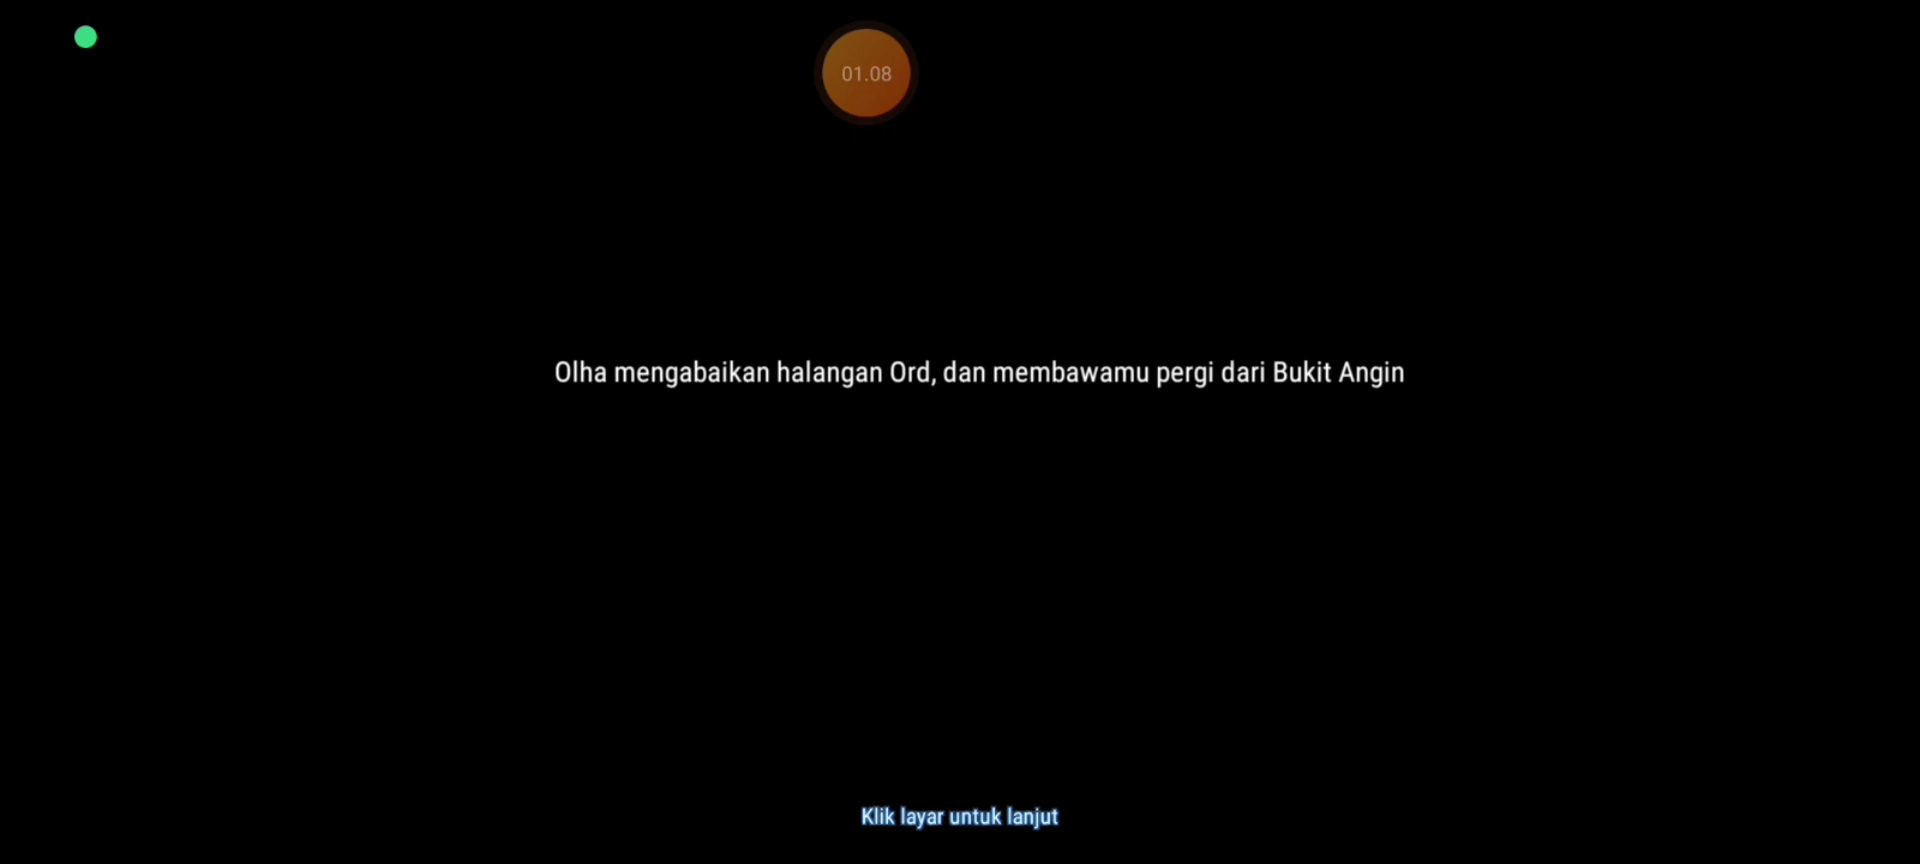 01.08
Olha mengabaikan halangan Ord, dan membawamu pergi dari Bukit Angin
Klik layar untuk lanjut